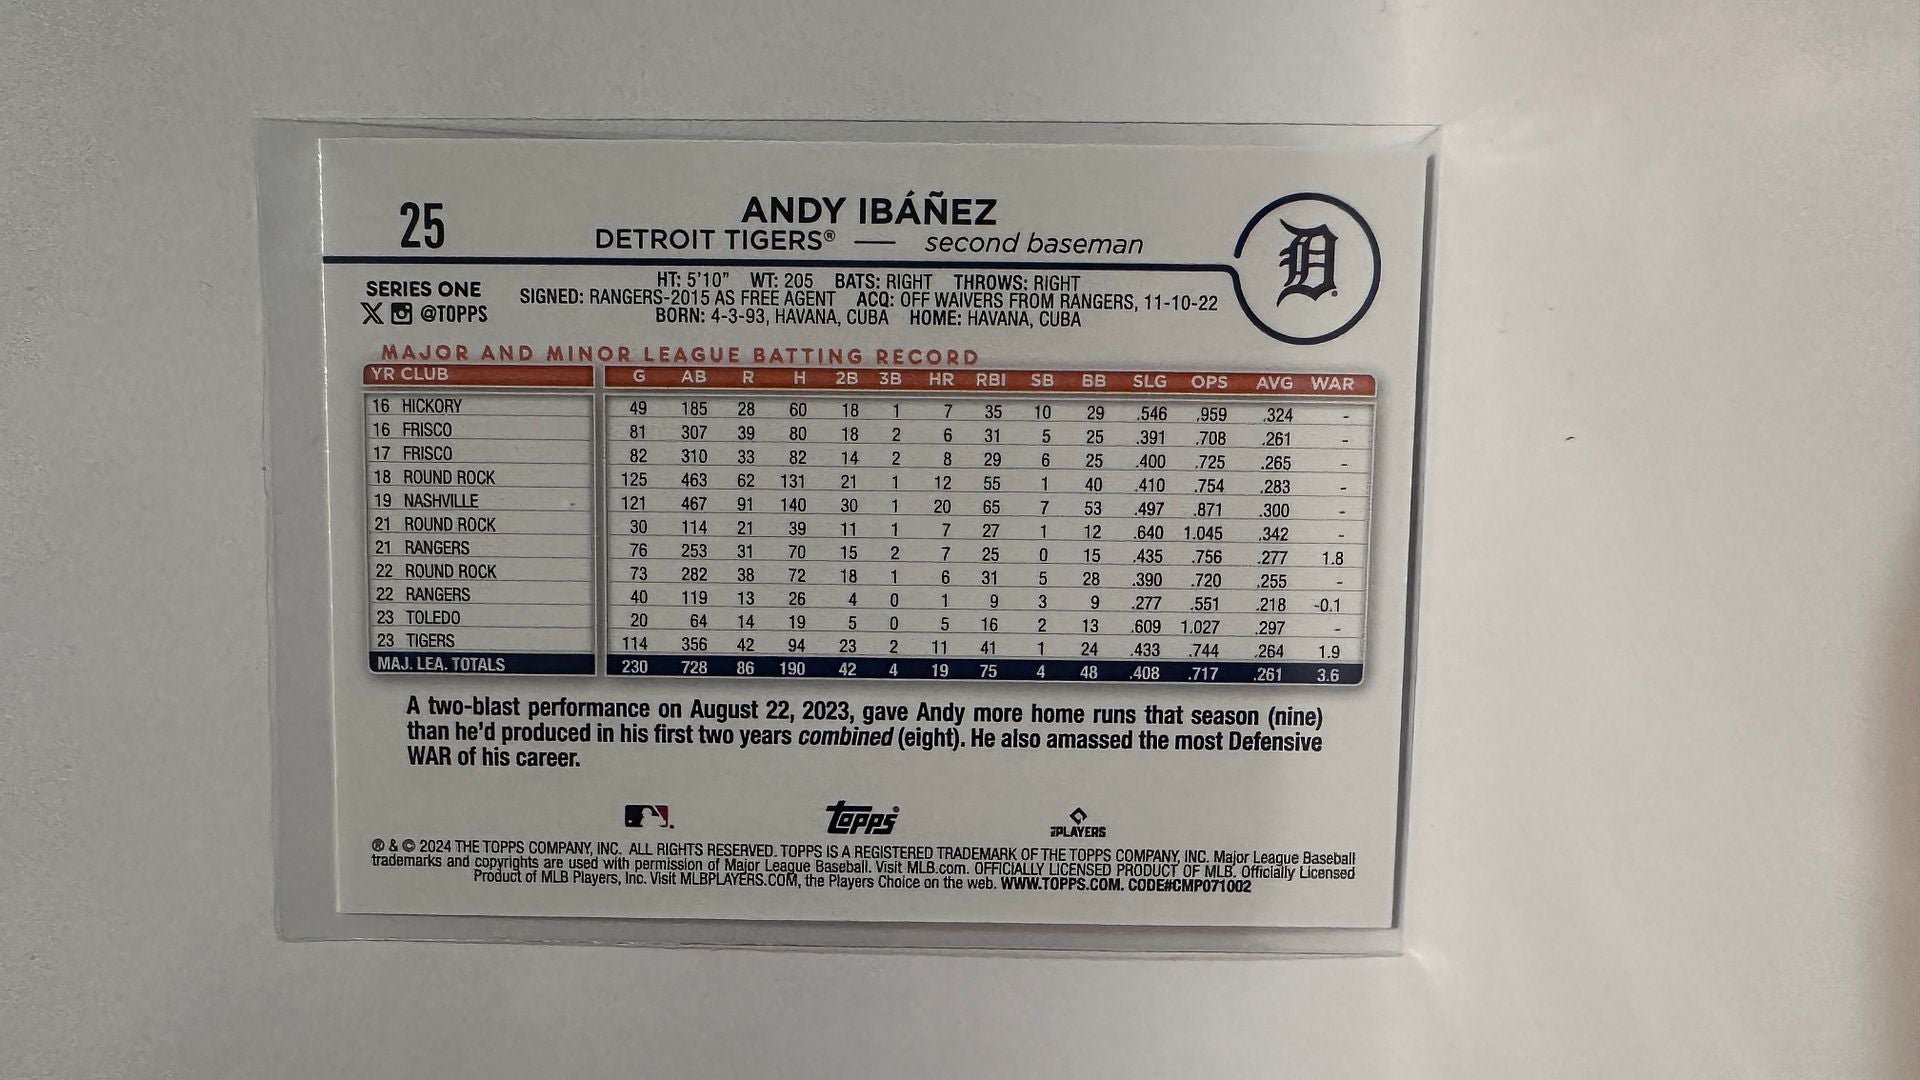 25
ANDY IBÁÑEZ
DETROIT TIGERS® — second baseman
D
SERIES ONE
X @TOPPS
HT: 5'10" WT: 205 BATS: RIGHT THROWS: RIGHT
SIGNED: RANGERS-2015 AS FREE AGENT ACQ: OFF WAIVERS FROM RANGERS, 11-10-22
BORN: 4-3-93, HAVANA, CUBA HOME: HAVANA, CUBA
MAJOR AND MINOR LEAGUE BATTING RECORD
YR CLUB G AB R H 2B 3B HR RBI SB BB SLG OPS AVG WAR
16 HICKORY 49 185 28 60 18 1 7 35 10 29 .546 .959 .324 -
16 FRISCO 81 307 39 80 18 2 6 31 5 25 .391 .708 .261 -
17 FRISCO 82 310 33 82 14 2 8 29 6 25 .400 .725 .265 -
18 ROUND ROCK 125 463 62 131 21 1 12 55 1 40 .410 .754 .283 -
19 NASHVILLE 121 467 91 140 30 1 20 65 7 53 .497 .871 .300 -
21 ROUND ROCK 30 114 21 39 11 1 7 27 1 12 .640 1.045 .342 -
21 RANGERS 76 253 31 70 15 2 7 25 0 15 .435 .756 .277 1.8
22 ROUND ROCK 73 282 38 72 18 1 6 31 5 28 .390 .720 .255 -
22 RANGERS 40 119 13 26 4 0 1 9 3 9 .277 .551 .218 -0.1
23 TOLEDO 20 64 14 19 5 0 5 16 2 13 .609 1.027 .297 -
23 TIGERS 114 356 42 94 23 2 11 41 1 24 .433 .744 .264 1.9
MAJ. LEA. TOTALS 230 728 86 190 42 4 19 75 4 48 .408 .717 .261 3.6
A two-blast performance on August 22, 2023, gave Andy more home runs that season (nine)
than he'd produced in his first two years combined (eight). He also amassed the most Defensive
WAR of his career.
Topps
PLAYERS
® & © 2024 THE TOPPS COMPANY, INC. ALL RIGHTS RESERVED. TOPPS IS A REGISTERED TRADEMARK OF THE TOPPS COMPANY, INC. Major League Baseball
trademarks and copyrights are used with permission of Major League Baseball. Visit MLB.com. OFFICIALLY LICENSED PRODUCT OF MLB. Officially Licensed
Product of MLB Players, Inc. Visit MLBPLAYERS.COM, the Players Choice on the web. WWW.TOPPS.COM. CODE#CMP071002